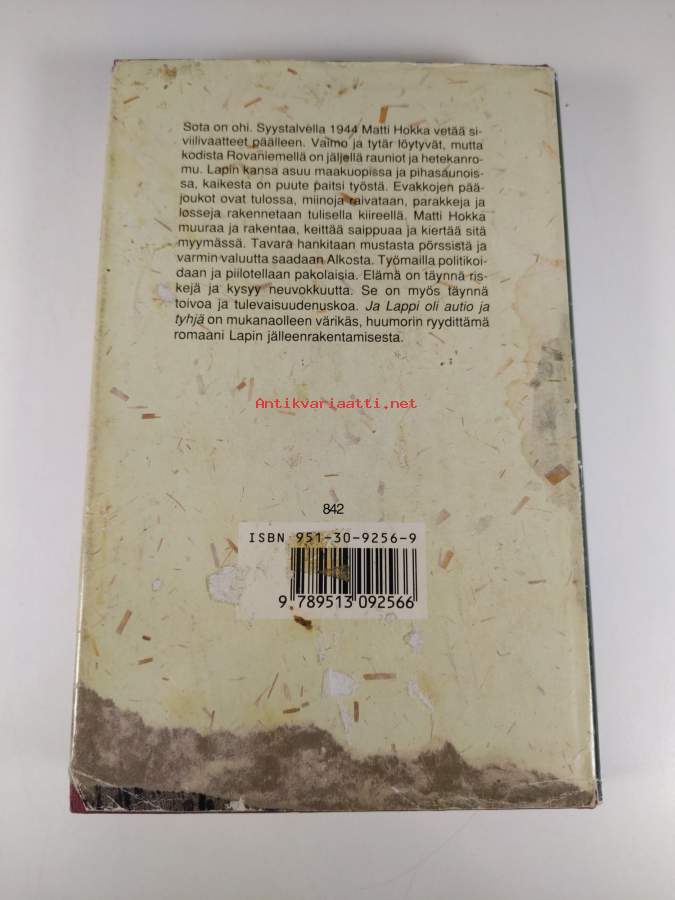 Sota on ohi. Syystalvella 1944 Matti Hokka vetää si-
viilivaatteet päälleen. Vaimo ja tytär löytyvät, mutta
kodista Rovaniemellä on jäljellä rauniot ja hetekanro-
mu. Lapin kansa asuu maakuopissa ja pihasaunois-
sa, kaikesta on puute paitsi työstä. Evakkojen pää-
joukot ovat tulossa, miinoja raivataan, parakkeja ja
losseja rakennetaan tulisella kiireellä. Matti Hokka
muuraa ja rakentaa, keittää saippuaa ja kiertää sitä
myymässä. Tavara hankitaan mustasta pörssistä ja
varmin valuutta saadaan Alkosta. Työmailla politikoi-
daan ja piilotellaan pakolaisia. Elämä on täynnä ris-
kejä ja kysyy neuvokkuutta. Se on myös täynnä
toivoa ja tulevaisuudenuskoa. Ja Lappi oli autio ja
tyhjä on mukanaolleen värikäs, huumorin ryydittämä
romaani Lapin jälleenrakentamisesta.
Antikvariaatti.net
842
ISBN 951-30-9256-9
9 789513 092566